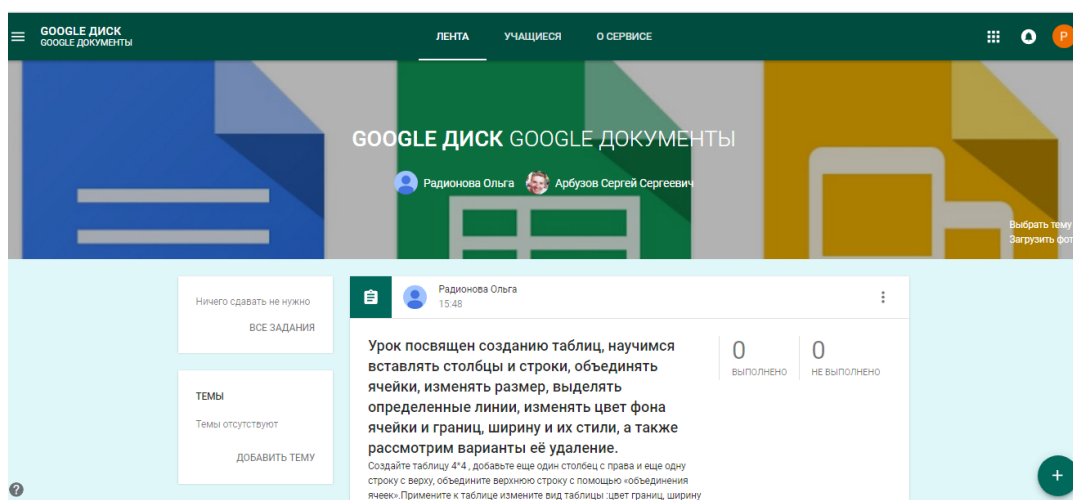 GOOGLE ДИСК
GOOGLE ДОКУМЕНТЫ
ЛЕНТА УЧАЩИЕСЯ О СЕРВИСЕ
P
GOOGLE ДИСК GOOGLE ДОКУМЕНТЫ
Радионова Ольга Арбузов Сергей Сергеевич
Выбрать тему
Загрузить фот
Ничего сдавать не нужно
ВСЕ ЗАДАНИЯ
ТЕМЫ
Темы отсутствуют
ДОБАВИТЬ ТЕМУ
Радионова Ольга
15:48
Урок посвящен созданию таблиц, научимся
вставлять столбцы и строки, объединять
ячейки, изменять размер, выделять
определенные линии, изменять цвет фона
ячейки и границ, ширину и их стили, а также
рассмотрим варианты её удаление.
0 0
ВЫПОЛНЕНО НЕ ВЫПОЛНЕНО
Создайте таблицу 4*4 , добавьте еще один столбец с права и еще одну
строку с верху, объедините верхнюю строку с помощью «объединения
ячеек».Примените к таблице измените вид таблицы :цвет границ, ширину